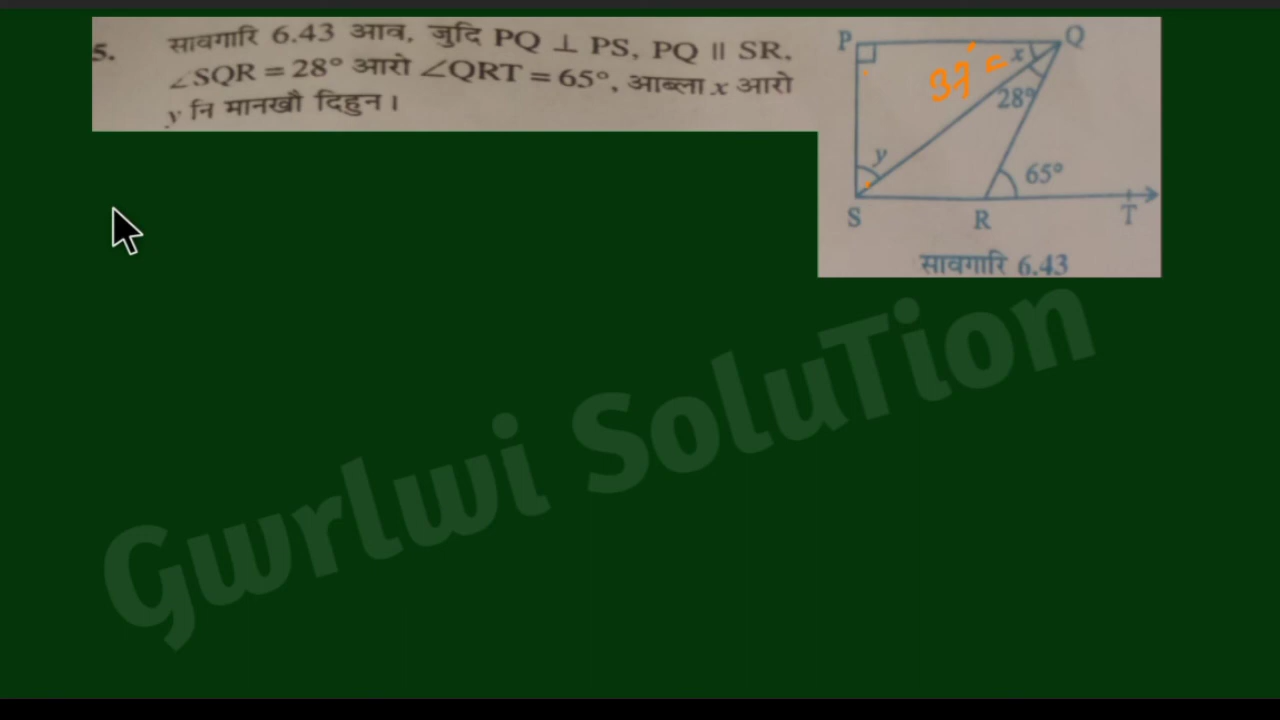 5. सावगारि 6.43 आव, जुदि PQ ⊥ PS, PQ || SR,
∠SQR = 28° आरो ∠QRT = 65°, आब्ला x आरो
y नि मानखौ दिहुन।
P
Q
x
37° =
28°
y
65°
S
R
T
सावगारि 6.43
Gwrlwi SoluTion